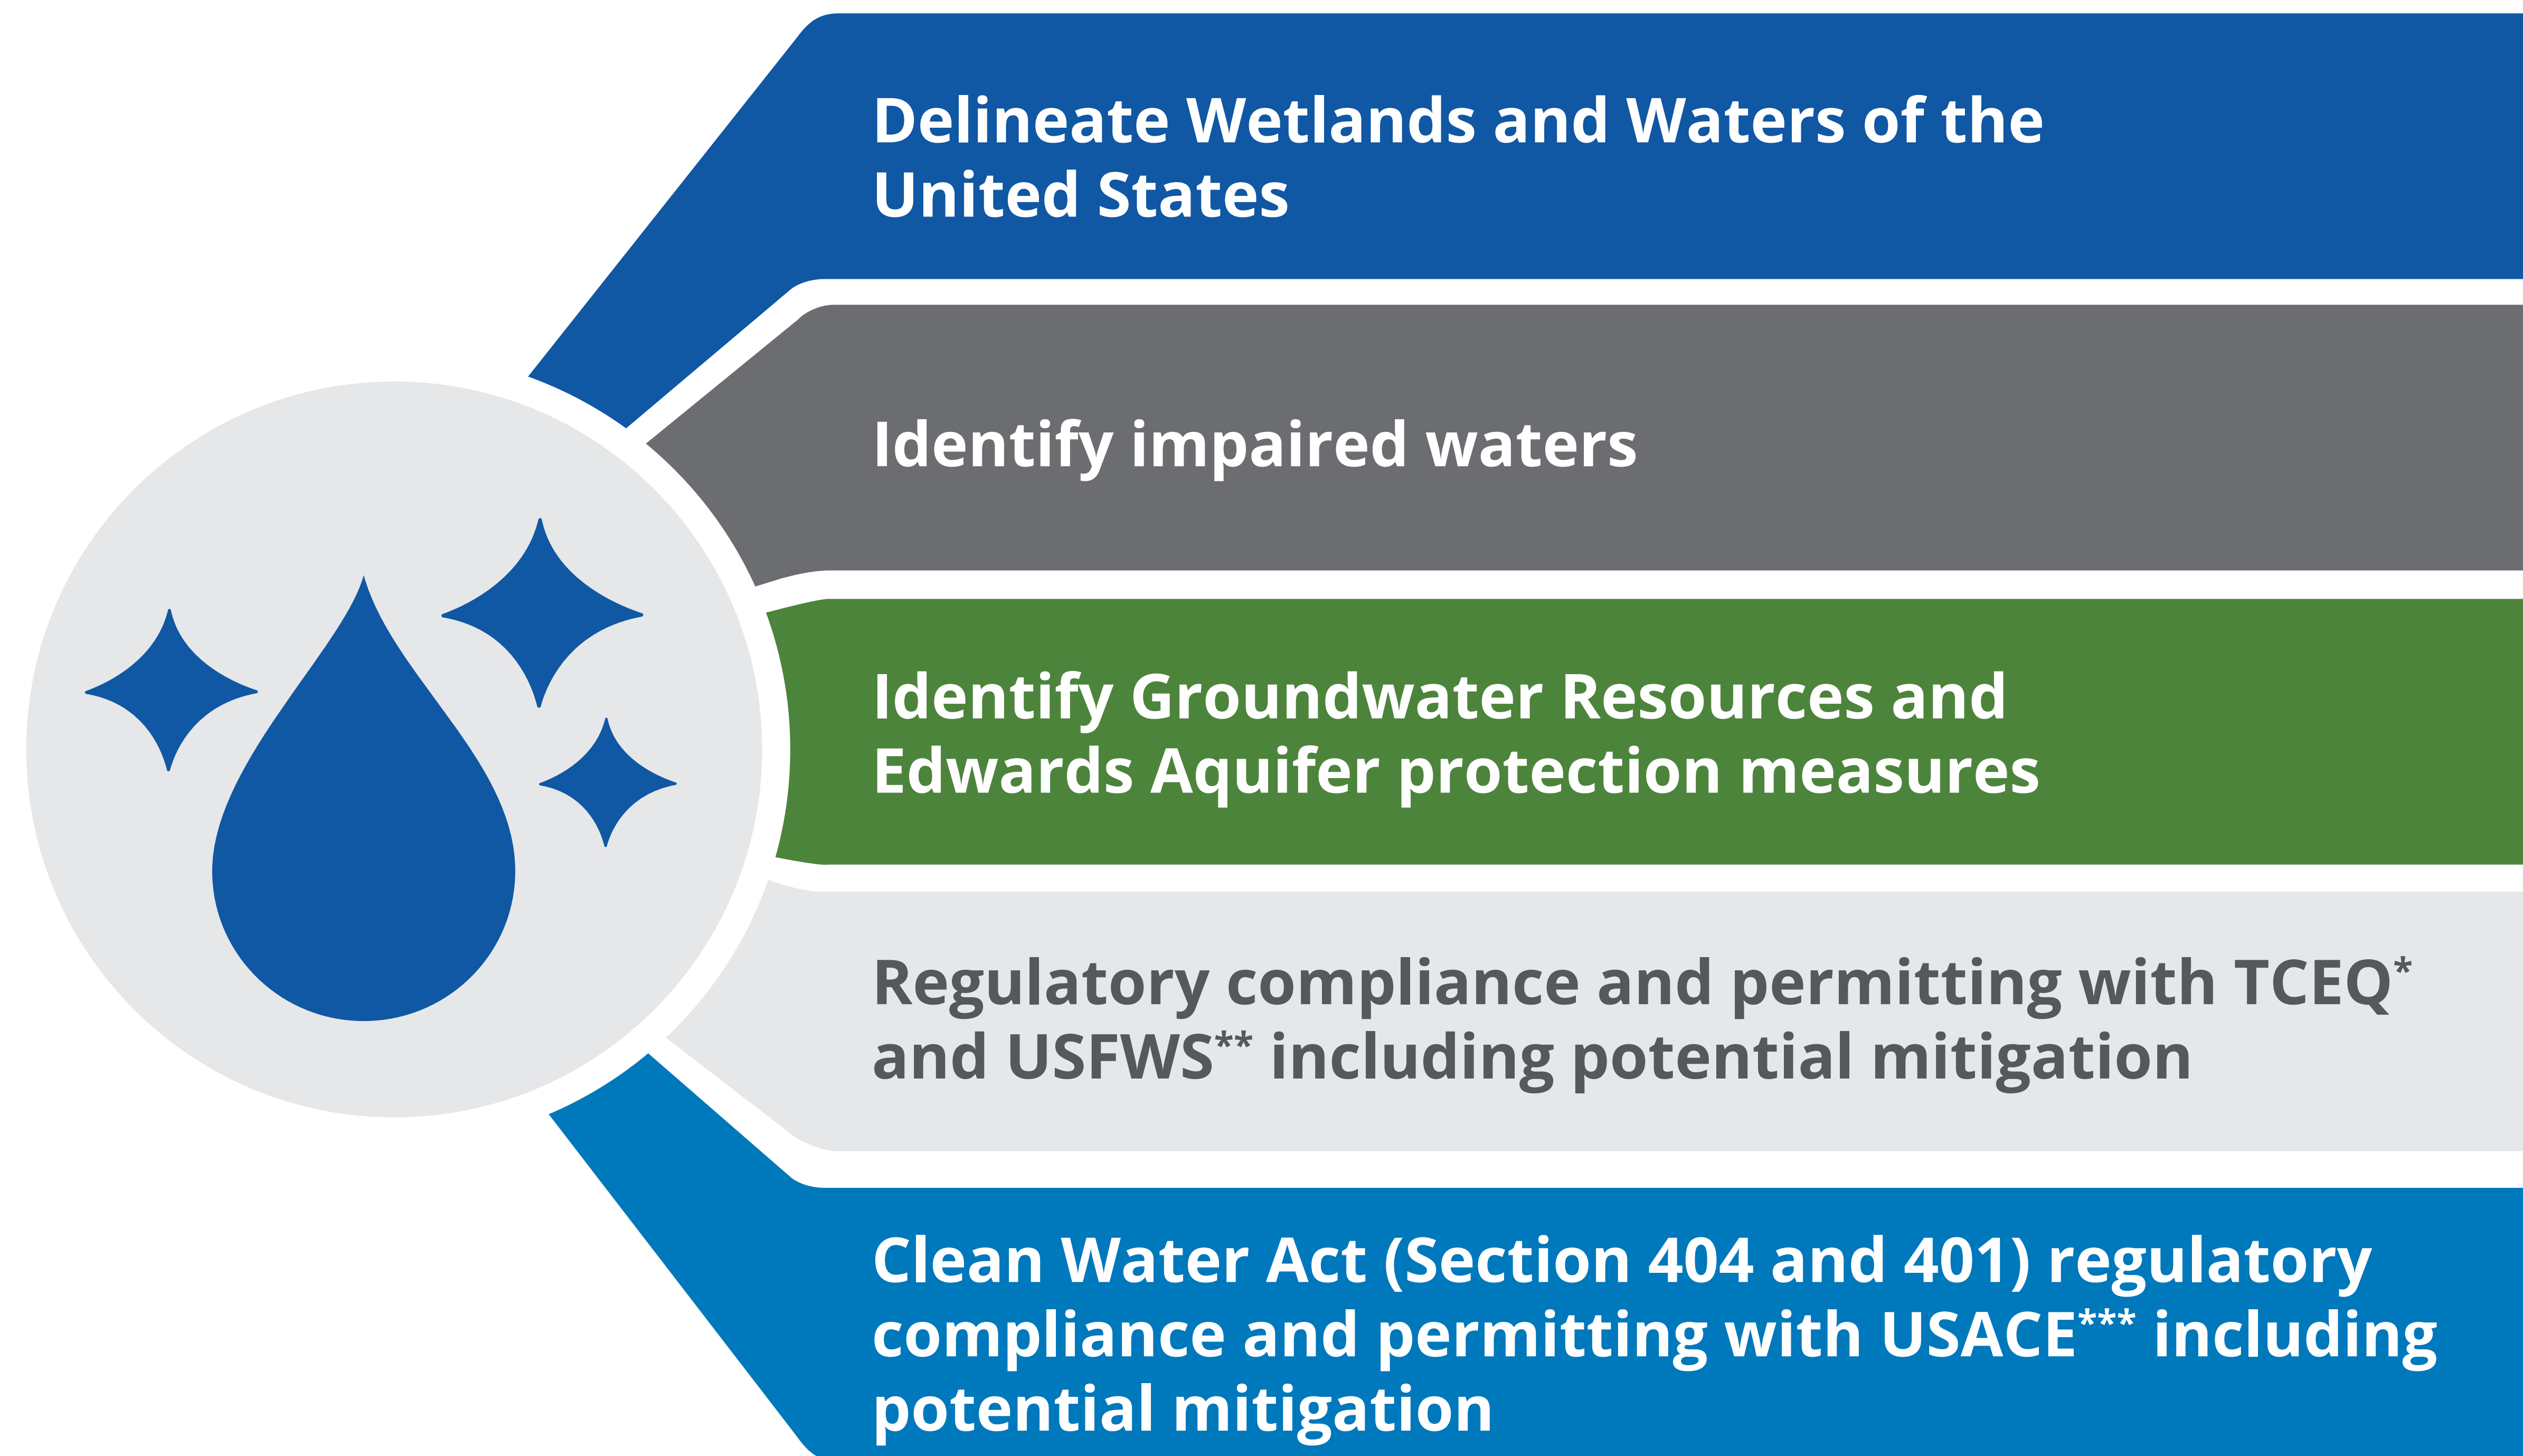 Delineate Wetlands and Waters of the
United States
Identify impaired waters
Identify Groundwater Resources and
Edwards Aquifer protection measures
Regulatory compliance and permitting with TCEQ*
and USFWS** including potential mitigation
Clean Water Act (Section 404 and 401) regulatory
compliance and permitting with USACE*** including
potential mitigation